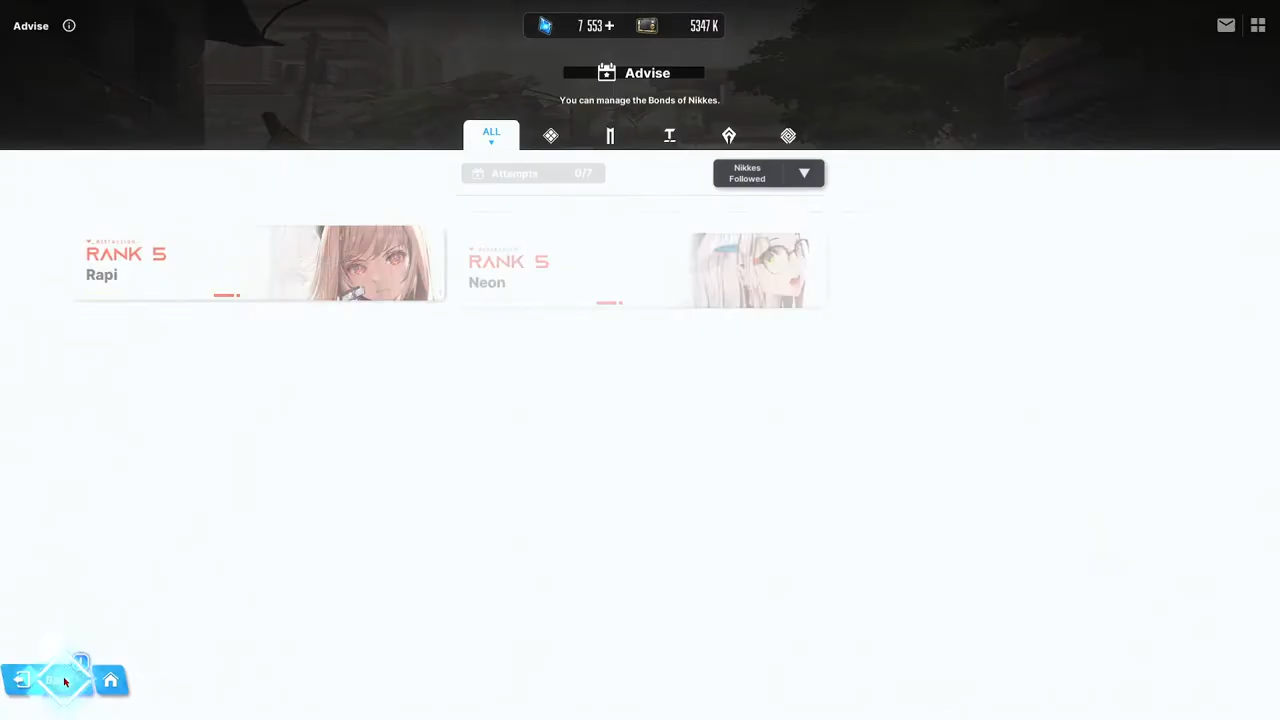 Advise
7 553 +
5347 K
Advise
You can manage the Bonds of Nikkes.
ALL
Attempts 0/7
Nikkes
Followed
Attraction
RANK 5
Rapi
RANK 5
Neon